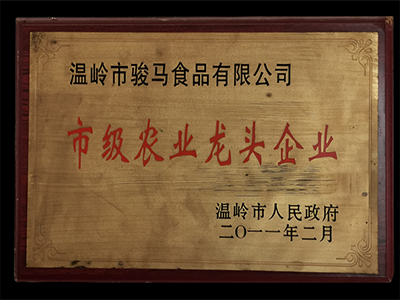 温岭市骏马食品有限公司
市级农业龙头企业
温岭市人民政府
二〇一一年二月